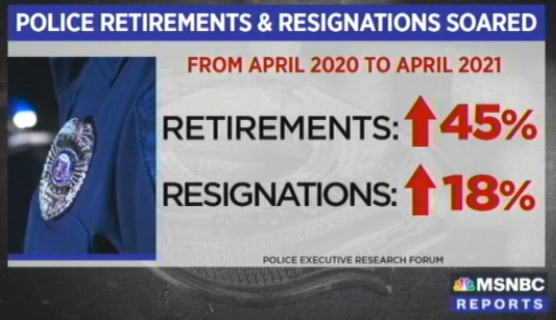 POLICE RETIREMENTS & RESIGNATIONS SOARED
FROM APRIL 2020 TO APRIL 2021
RETIREMENTS: 45%
RESIGNATIONS: 18%
POLICE EXECUTIVE RESEARCH FORUM
MSNBC
REPORTS